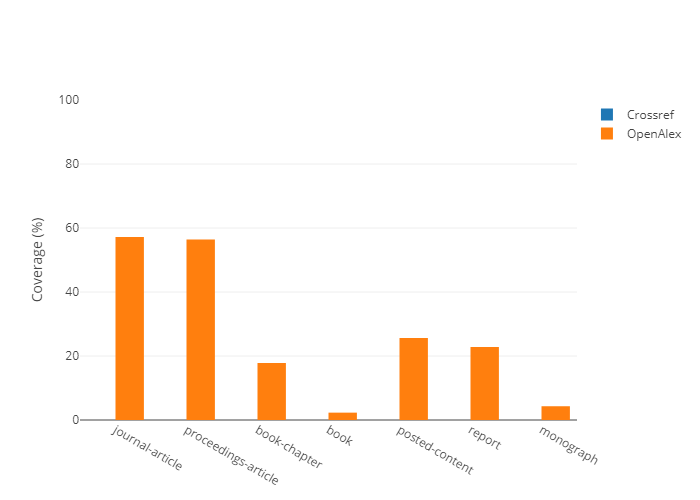 100
80
60
40
20
0
Coverage (%)
journal-article
proceedings-article
book-chapter
book
posted-content
report
monograph
Crossref
OpenAlex